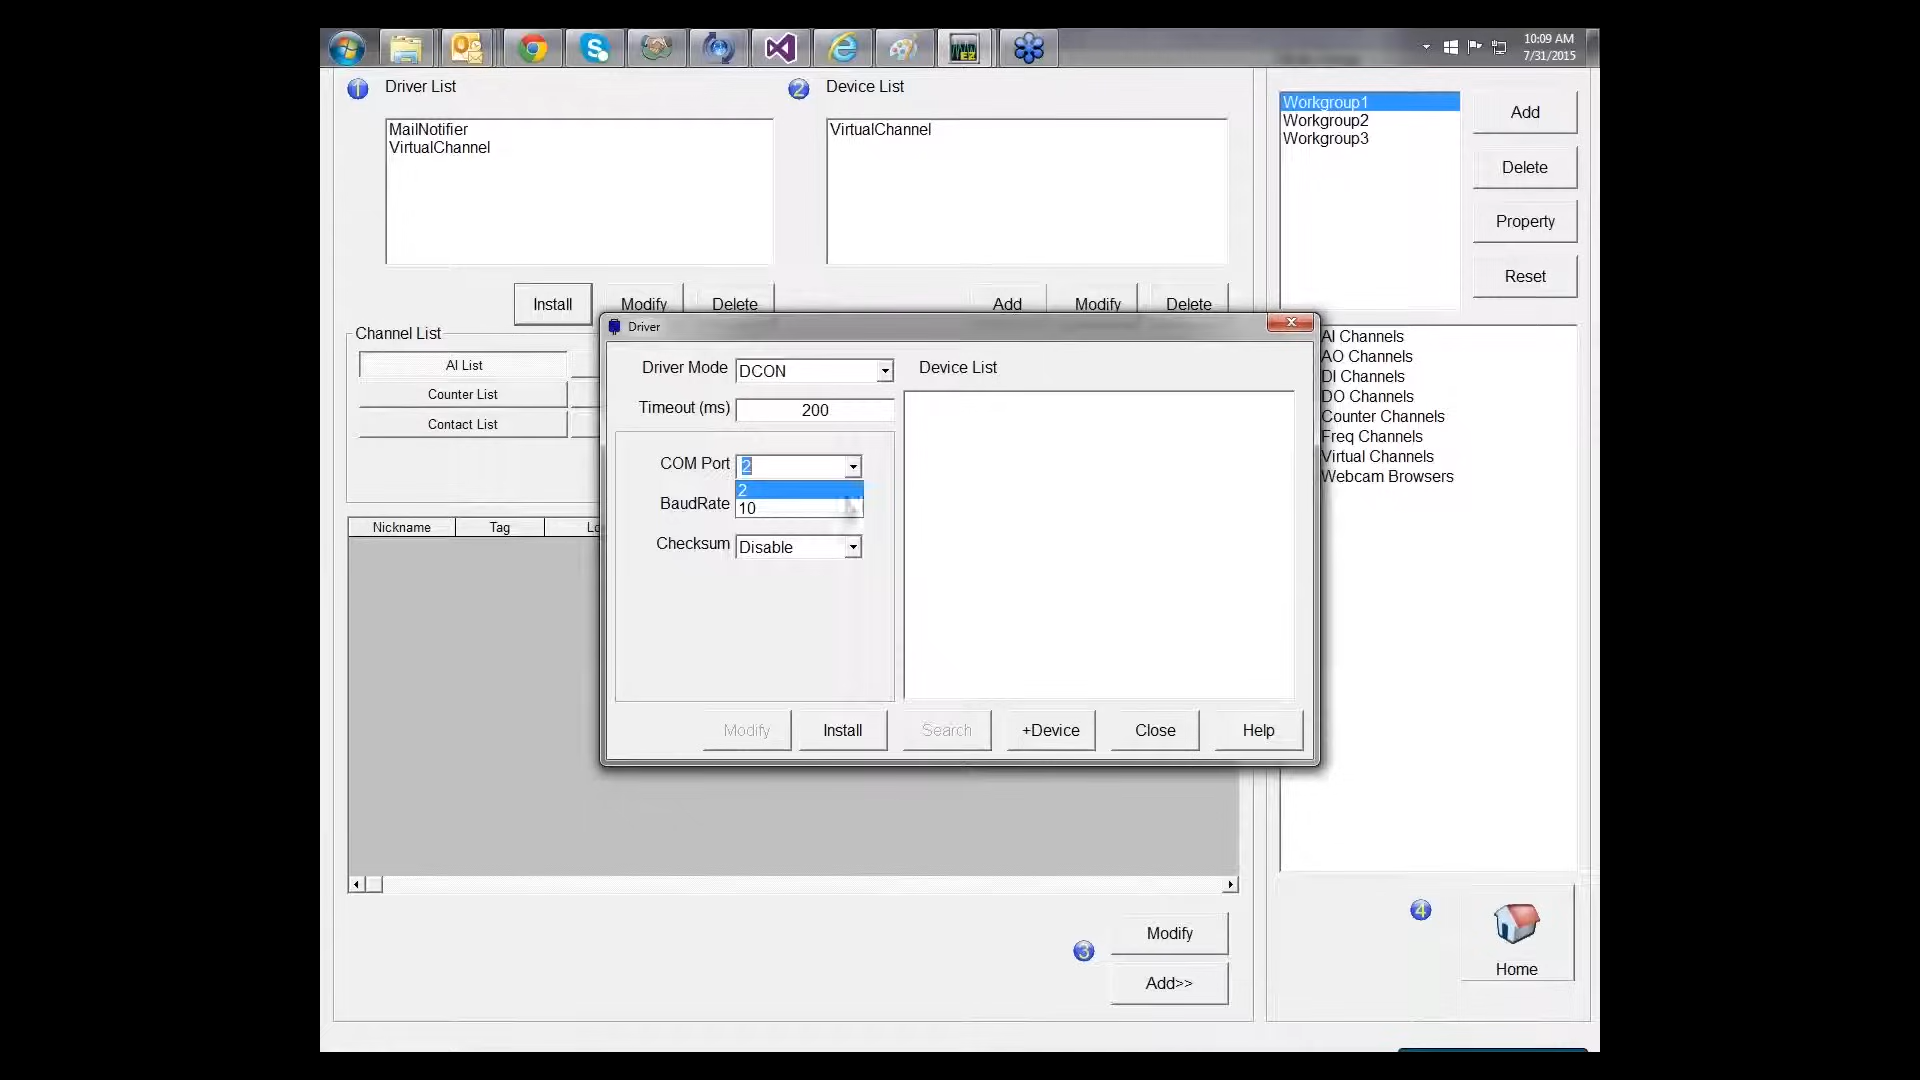 10:09 AM
7/31/2015
1
Driver List
2
Device List
MailNotifier
VirtualChannel
VirtualChannel
Workgroup1
Workgroup2
Workgroup3
Add
Delete
Property
Reset
Install
Modify
Delete
Add
Modify
Delete
Channel List
AI List
Counter List
Contact List
Driver
Driver Mode
DCON
Device List
Timeout (ms)
200
COM Port
2
2
10
BaudRate
Checksum
Disable
Modify
Install
Search
+Device
Close
Help
AI Channels
AO Channels
DI Channels
DO Channels
Counter Channels
Freq Channels
Virtual Channels
Webcam Browsers
Nickname
Tag
3
Modify
Add>>
4
Home